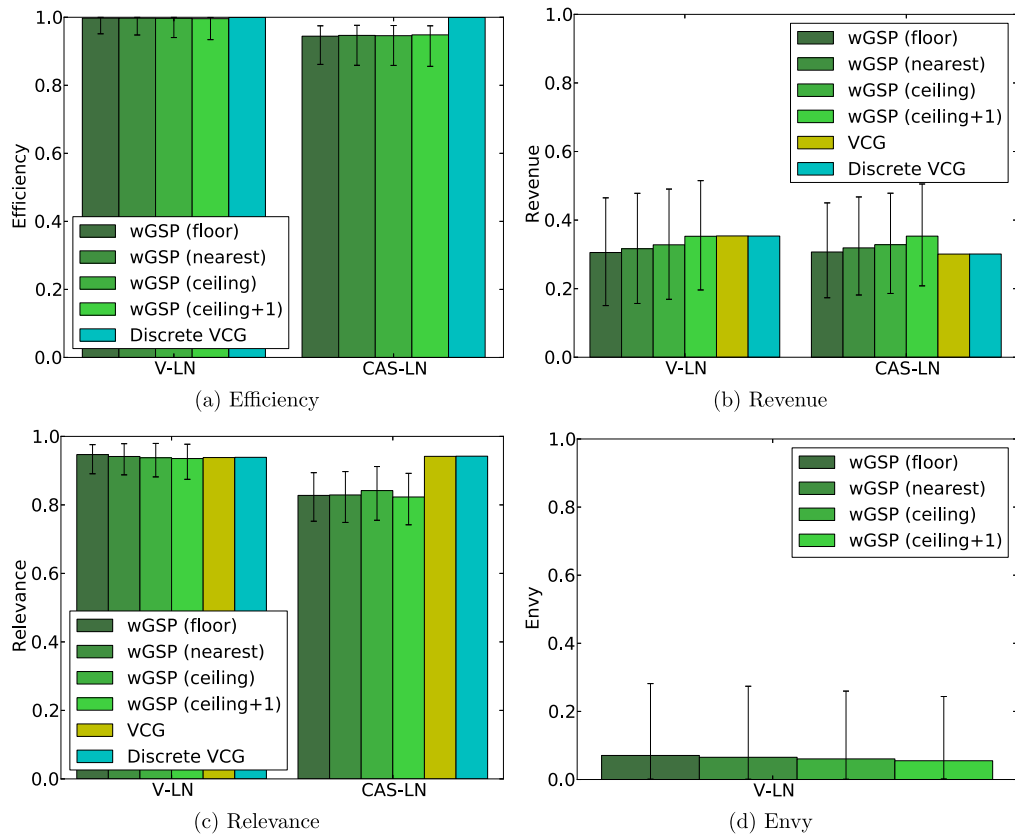 1.0
0.8
0.6
0.4
0.2
0.0
Efficiency
wGSP (floor)
wGSP (nearest)
wGSP (ceiling)
wGSP (ceiling+1)
Discrete VCG
V-LN
CAS-LN
(a) Efficiency
1.0
0.8
0.6
0.4
0.2
0.0
Revenue
wGSP (floor)
wGSP (nearest)
wGSP (ceiling)
wGSP (ceiling+1)
VCG
Discrete VCG
V-LN
CAS-LN
(b) Revenue
1.0
0.8
0.6
0.4
0.2
0.0
Relevance
wGSP (floor)
wGSP (nearest)
wGSP (ceiling)
wGSP (ceiling+1)
VCG
Discrete VCG
V-LN
CAS-LN
(c) Relevance
1.0
0.8
0.6
0.4
0.2
0.0
Envy
wGSP (floor)
wGSP (nearest)
wGSP (ceiling)
wGSP (ceiling+1)
V-LN
(d) Envy